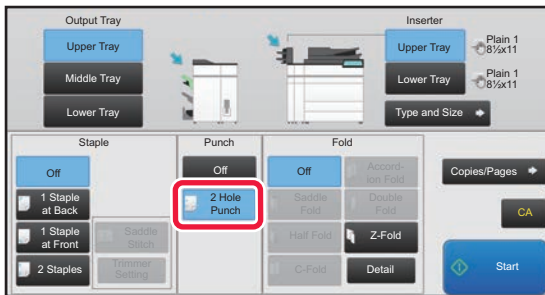 Output Tray
Inserter
Upper Tray
Upper Tray
Plain 1
8½x11
Middle Tray
Lower Tray
Plain 1
8½x11
Lower Tray
Type and Size
Staple
Punch
Fold
Off
Off
Off
Accord-
ion Fold
Copies/Pages
1 Staple
at Back
2 Hole
Punch
Saddle
Fold
Double
Fold
CA
1 Staple
at Front
Saddle
Stitch
Half Fold
Z-Fold
2 Staples
Trimmer
Setting
C-Fold
Detail
Start